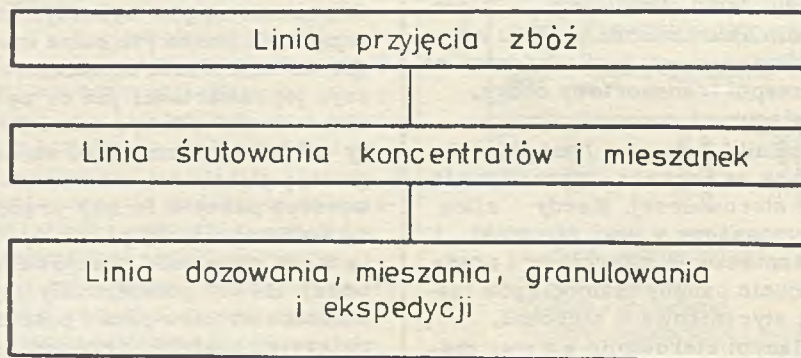 Linia przyjęcia zbóż
Linia śrutowania koncentratów i mieszanek
Linia dozowania, mieszania, granulowania
i ekspedycji